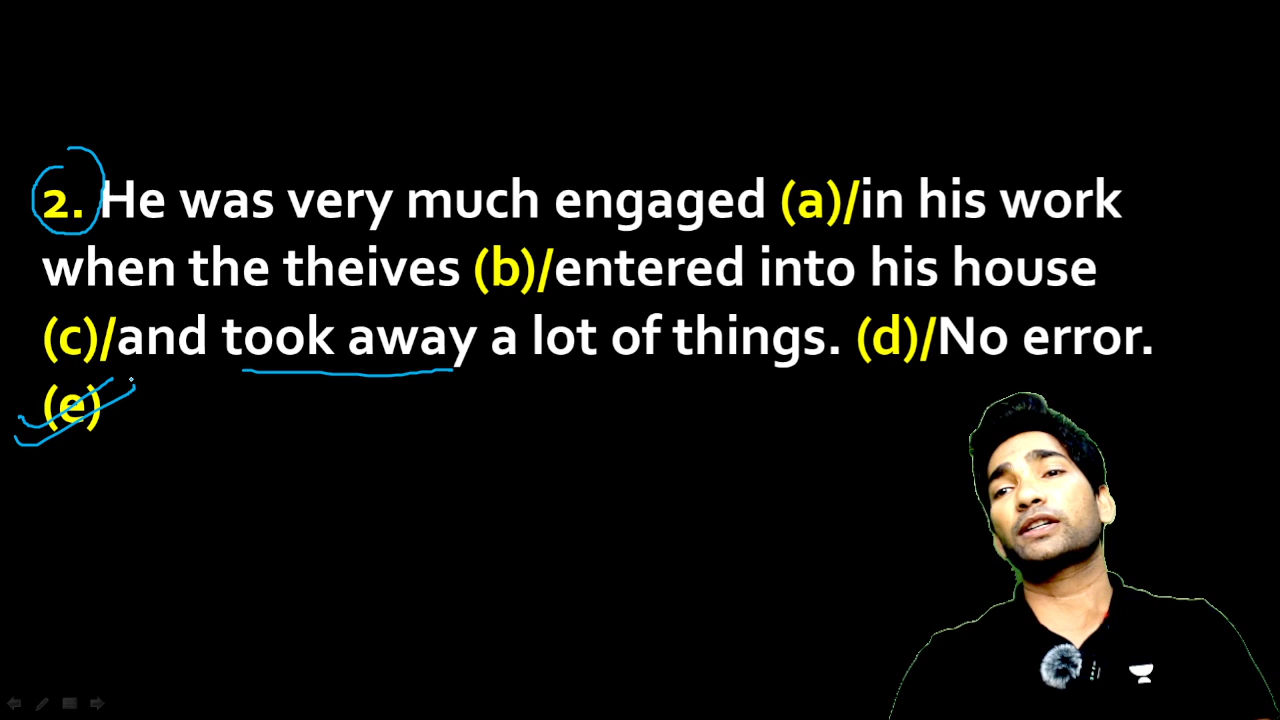 2. He was very much engaged (a)/in his work
when the theives (b)/entered into his house
(c)/and took away a lot of things. (d)/No error.
(e)